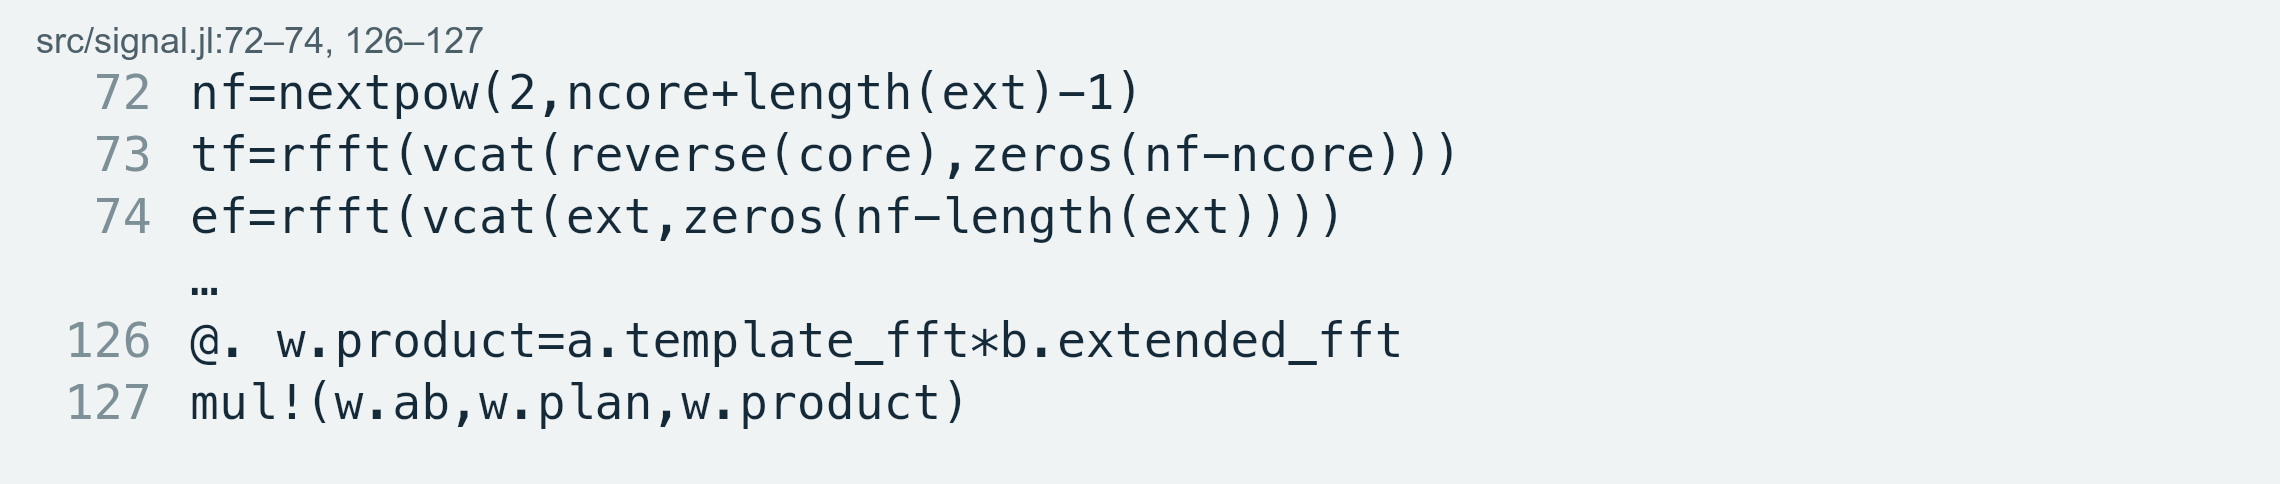 src/signal.jl:72–74, 126–127
72 nf=nextpow(2,ncore+length(ext)−1)
73 tf=rfft(vcat(reverse(core),zeros(nf−ncore)))
74 ef=rfft(vcat(ext,zeros(nf−length(ext))))
…
126 @. w.product=a.template_fft*b.extended_fft
127 mul!(w.ab,w.plan,w.product)